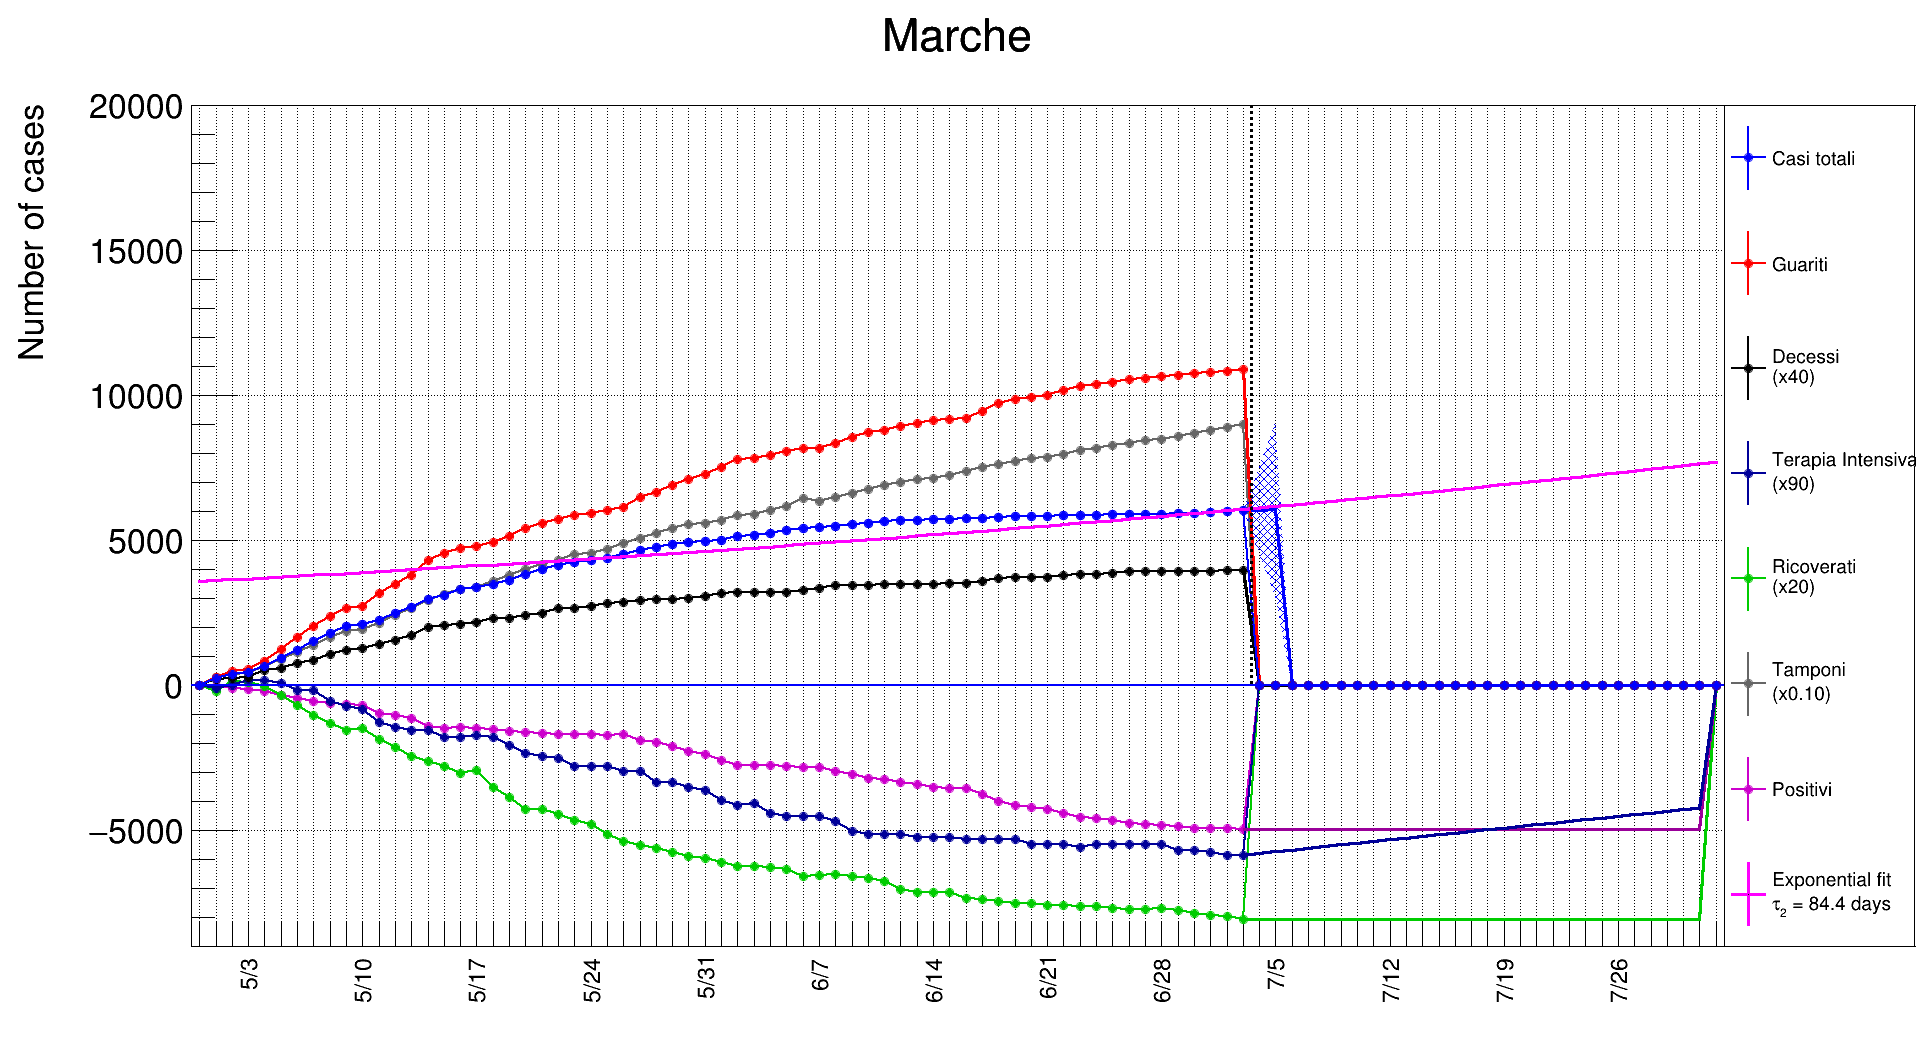 Marche
Number of cases
20000
15000
10000
5000
0
−5000
5/3
5/10
5/17
5/24
5/31
6/7
6/14
6/21
6/28
7/5
7/12
7/19
7/26
Casi totali
Guariti
Decessi
(x40)
Terapia Intensiva
(x90)
Ricoverati
(x20)
Tamponi
(x0.10)
Positivi
Exponential fit
τ2 = 84.4 days